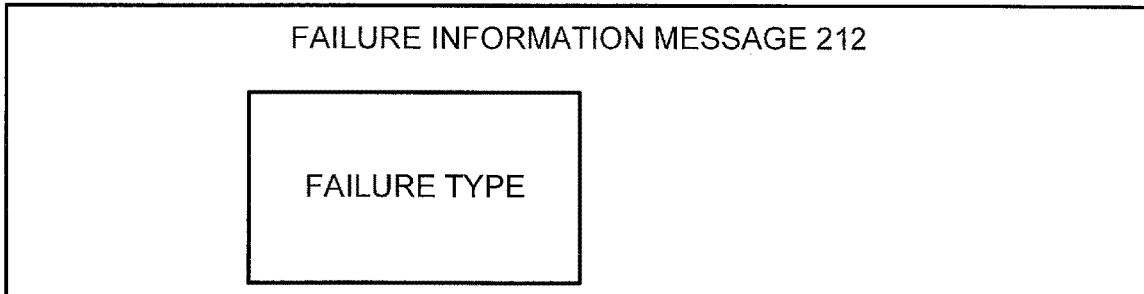 FAILURE INFORMATION MESSAGE 212
FAILURE TYPE